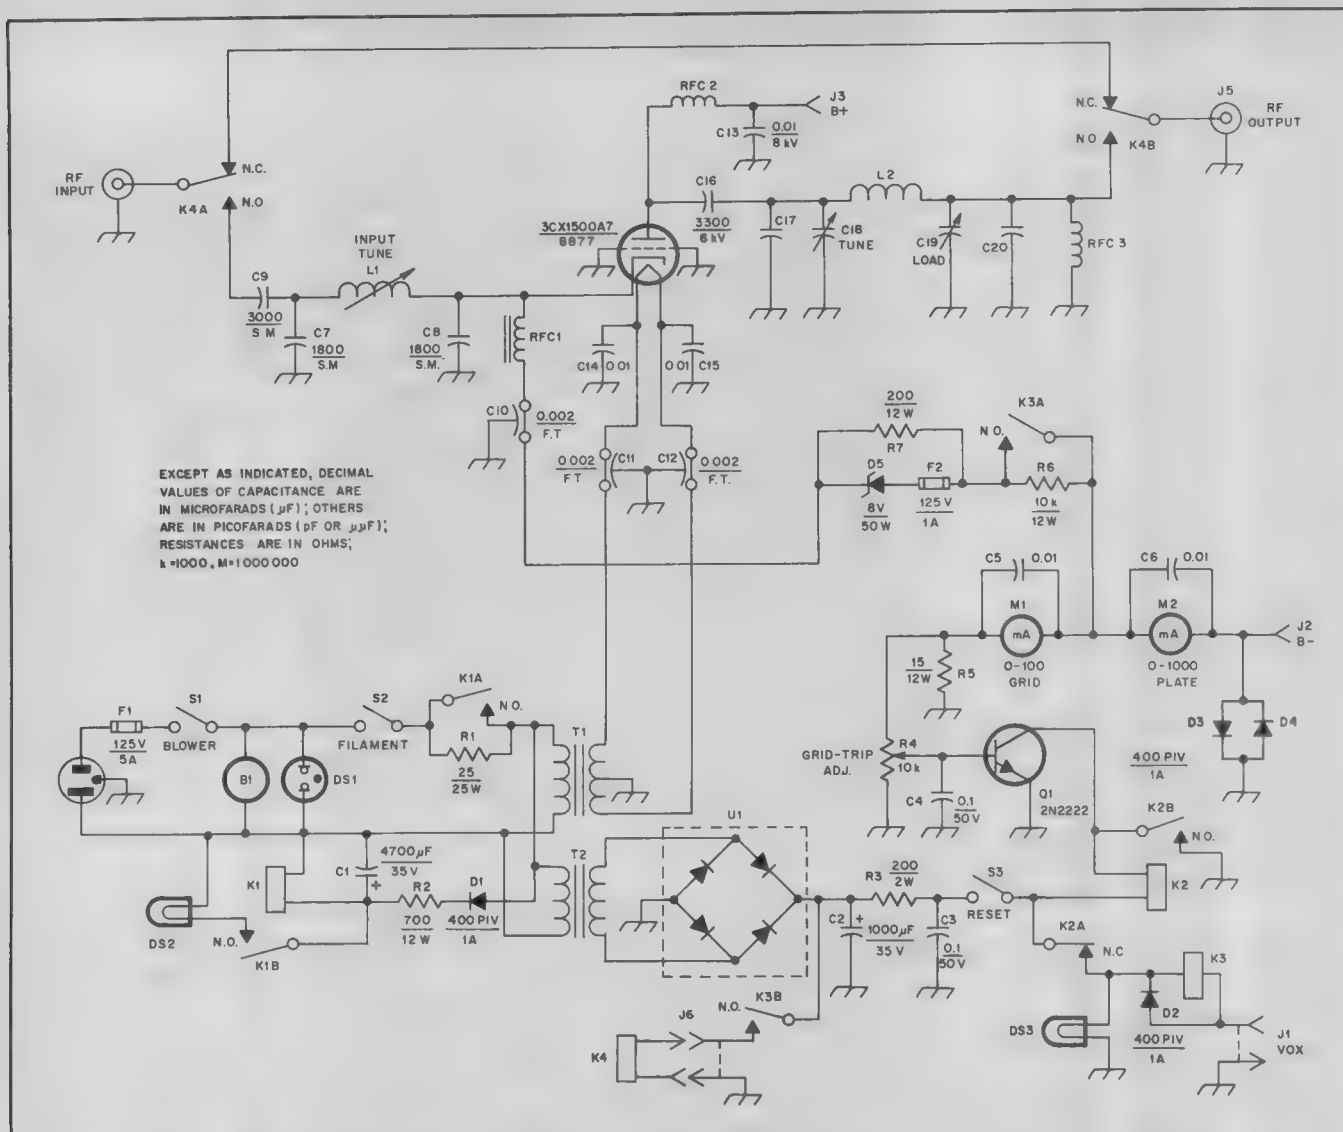 RFC 2
J3
B+
C13
0.01
8 kV
N.C.
NO
K4B
J5
RF
OUTPUT
RF
INPUT
N.C.
N.O
K4A
C16
3300
6 kV
L2
C17
C18
TUNE
C19
LOAD
C20
RFC 3
3CX1500A7
8877
INPUT
TUNE
L1
C9
3000
S M
C7
1800
S.M
C8
1800
S.M.
RFC1
C14
0 01
0 01
C15
C10
0.002
F.T
0 002
F T
C11
C12
0.002
F.T.
200
12 W
R7
K3A
N O.
D5
8V
50 W
F2
125 V
1 A
R6
10 k
12 W
EXCEPT AS INDICATED, DECIMAL
VALUES OF CAPACITANCE ARE
IN MICROFARADS (µF); OTHERS
ARE IN PICOFARADS (pF OR µµF);
RESISTANCES ARE IN OHMS;
k =1000, M=1000 000
C5
0.01
C6
0.01
M1
mA
0-100
GRID
M2
mA
0-1000
PLATE
J2
B-
15
12 W
R5
D3
D4
400 PIV
1A
GRID-TRIP
ADJ.
R4
10k
C4
0.1
50 V
Q1
2N2222
K2B
N O.
K2
F1
125V
5A
S1
BLOWER
B1
DS1
S2
FILAMENT
K1A
N O.
R1
25
25 W
T1
T2
U1
DS2
K1
N.O.
K1B
C1
4700 µF
35 V
+
R2
700
12 W
D1
400 PIV
1A
C2
+
1000 µF
35 V
R3
200
2 W
C3
0.1
50 V
S3
RESET
K2A
N.C
K3
D2
400 PIV
1A
DS3
J1
VOX
K4
J6
N.O.
K3B